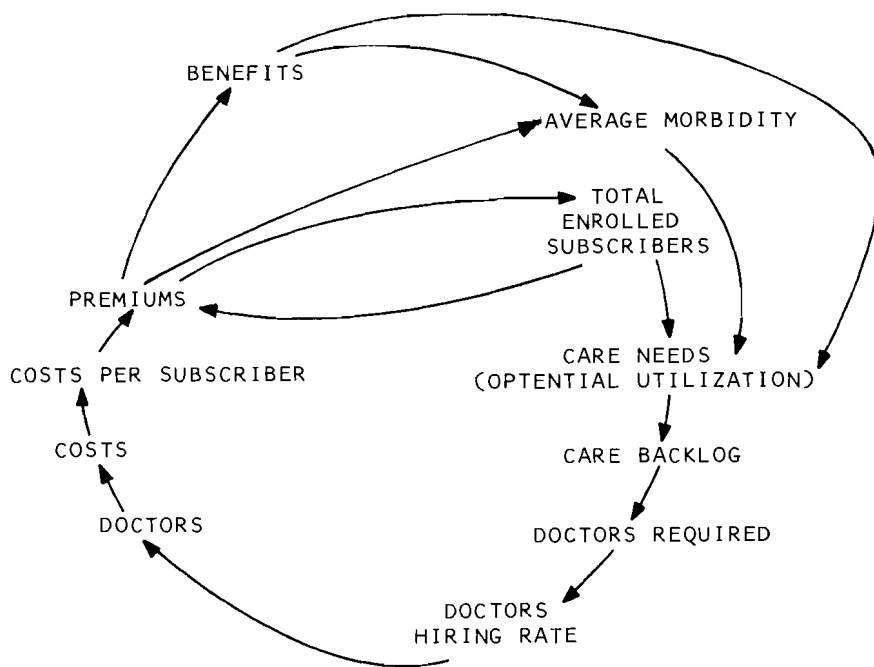 BENEFITS
AVERAGE MORBIDITY
TOTAL
ENROLLED
SUBSCRIBERS
PREMIUMS
CARE NEEDS
(OPTENTIAL UTILIZATION)
COSTS PER SUBSCRIBER
COSTS
CARE BACKLOG
DOCTORS
DOCTORS REQUIRED
DOCTORS
HIRING RATE